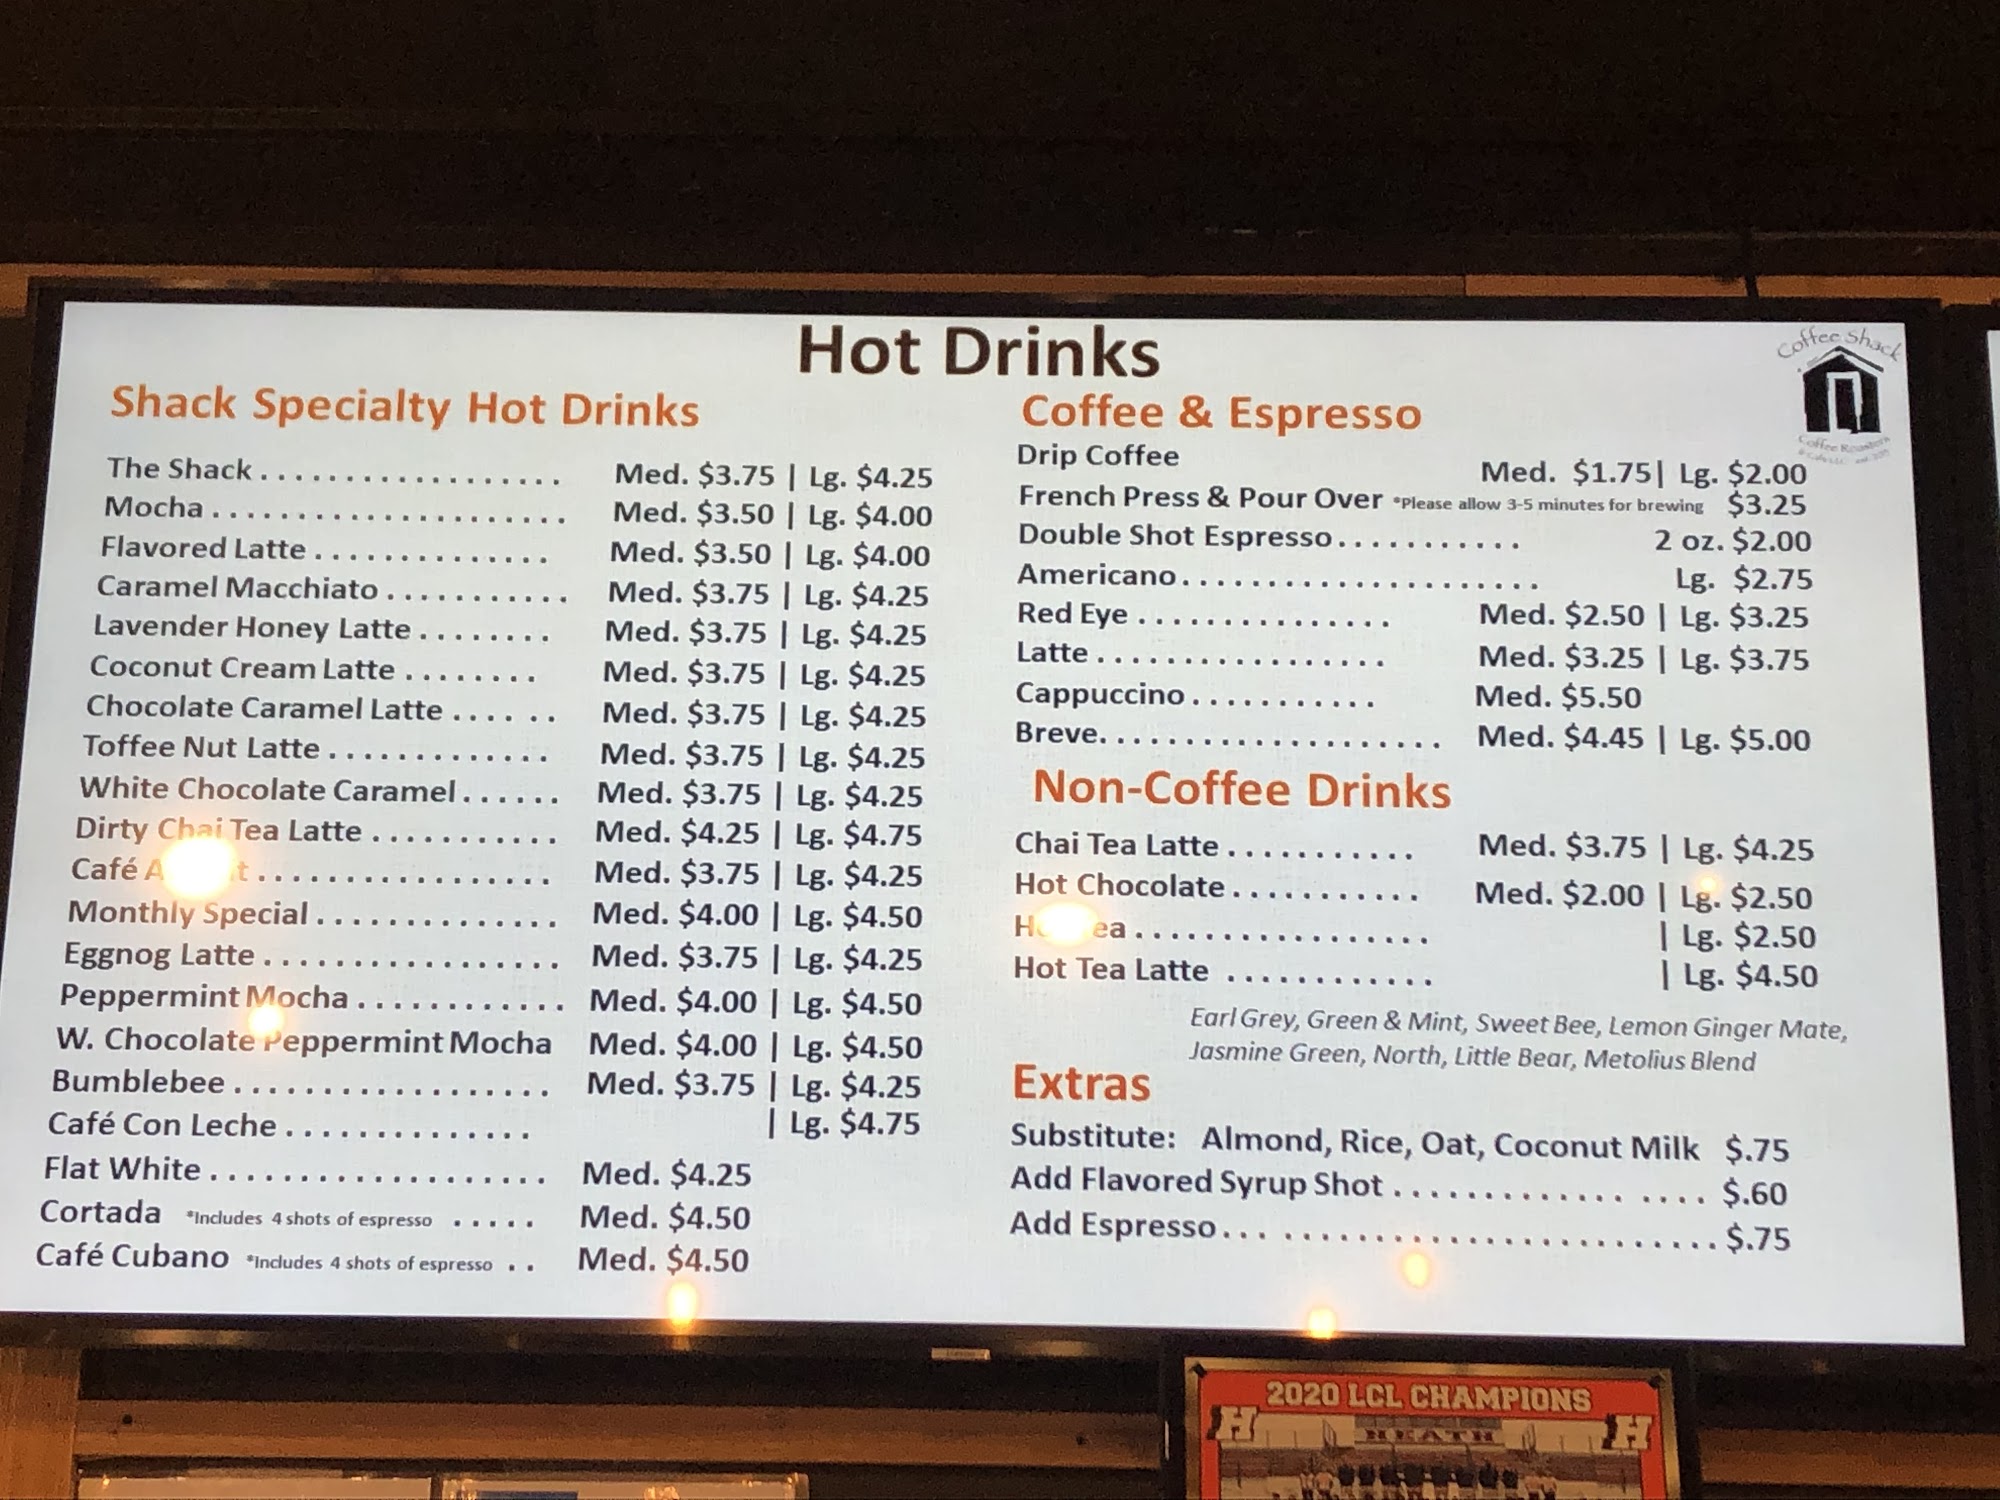 Hot Drinks
Coffee Shack
Coffee Roasters
Shack Specialty Hot Drinks
The Shack . . . . . . . . . . . . . . . . . . Med. $3.75 | Lg. $4.25
Mocha . . . . . . . . . . . . . . . . . . . . . Med. $3.50 | Lg. $4.00
Flavored Latte . . . . . . . . . . . . . . Med. $3.50 | Lg. $4.00
Caramel Macchiato . . . . . . . . . . . Med. $3.75 | Lg. $4.25
Lavender Honey Latte . . . . . . . . Med. $3.75 | Lg. $4.25
Coconut Cream Latte . . . . . . . . Med. $3.75 | Lg. $4.25
Chocolate Caramel Latte . . . . . . Med. $3.75 | Lg. $4.25
Toffee Nut Latte . . . . . . . . . . . . . Med. $3.75 | Lg. $4.25
White Chocolate Caramel . . . . . . Med. $3.75 | Lg. $4.25
Dirty Chai Tea Latte . . . . . . . . . . . Med. $4.25 | Lg. $4.75
Café . . . . . . . . . . . . . . . . . Med. $3.75 | Lg. $4.25
Monthly Special . . . . . . . . . . . . . . Med. $4.00 | Lg. $4.50
Eggnog Latte . . . . . . . . . . . . . . . . . Med. $3.75 | Lg. $4.25
Peppermint Mocha . . . . . . . . . . . . Med. $4.00 | Lg. $4.50
W. Chocolate Peppermint Mocha Med. $4.00 | Lg. $4.50
Bumblebee . . . . . . . . . . . . . . . . . . Med. $3.75 | Lg. $4.25
Café Con Leche . . . . . . . . . . . . . . | Lg. $4.75
Flat White . . . . . . . . . . . . . . . . . . . Med. $4.25
Cortada *Includes 4 shots of espresso . . . . . Med. $4.50
Café Cubano *Includes 4 shots of espresso . . Med. $4.50
Coffee & Espresso
Drip Coffee Med. $1.75| Lg. $2.00
French Press & Pour Over *Please allow 3-5 minutes for brewing $3.25
Double Shot Espresso . . . . . . . . . . . 2 oz. $2.00
Americano . . . . . . . . . . . . . . . . . . . . . Lg. $2.75
Red Eye . . . . . . . . . . . . . . . Med. $2.50 | Lg. $3.25
Latte . . . . . . . . . . . . . . . . . Med. $3.25 | Lg. $3.75
Cappuccino . . . . . . . . . . . Med. $5.50
Breve. . . . . . . . . . . . . . . . . . . . Med. $4.45 | Lg. $5.00
Non-Coffee Drinks
Chai Tea Latte . . . . . . . . . . . Med. $3.75 | Lg. $4.25
Hot Chocolate . . . . . . . . . . . Med. $2.00 | Lg. $2.50
. . . . . . . . . . . . . . . . . | Lg. $2.50
Hot Tea Latte . . . . . . . . . . . . | Lg. $4.50
Earl Grey, Green & Mint, Sweet Bee, Lemon Ginger Mate,
Jasmine Green, North, Little Bear, Metolius Blend
Extras
Substitute: Almond, Rice, Oat, Coconut Milk $.75
Add Flavored Syrup Shot . . . . . . . . . . . . . . . . . $.60
Add Espresso . . . . . . . . . . . . . . . . . . . . . . . . . . . . $.75
2020 LCL CHAMPIONS
H H
HEATH